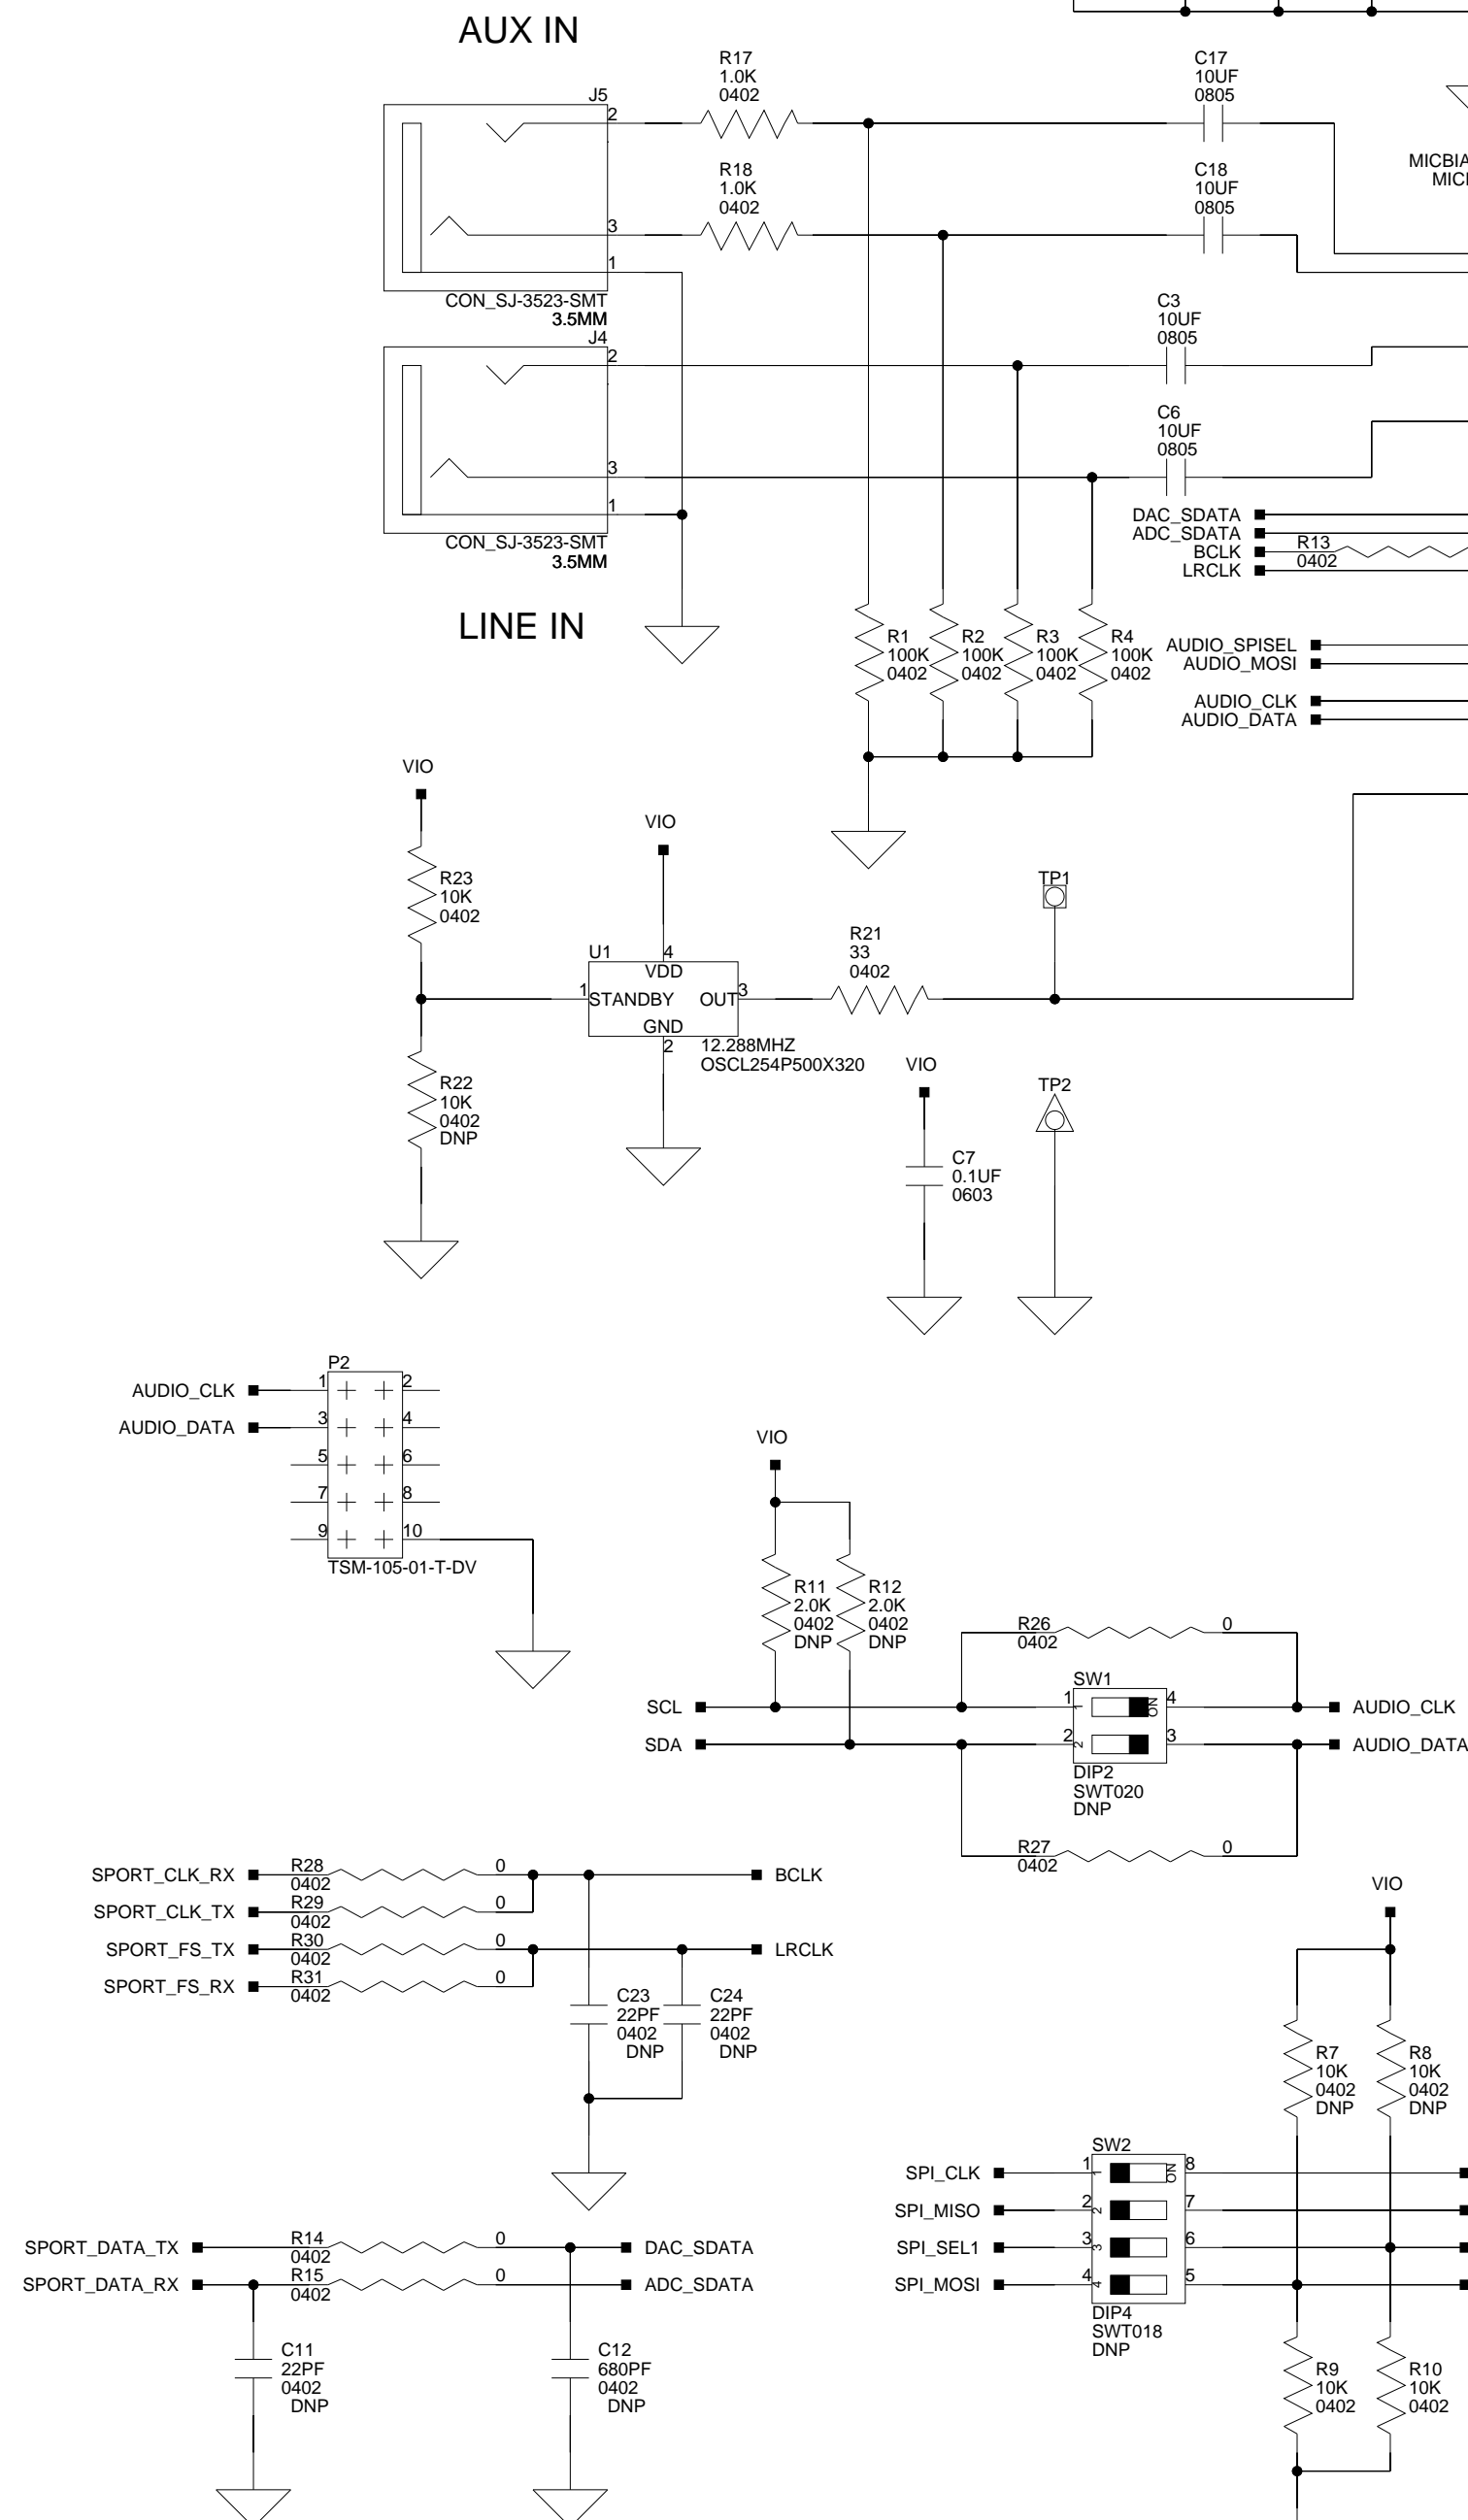 AUX IN
R17
1.0K
0402
C17
10UF
0805
J5
2
R18
1.0K
0402
C18
10UF
0805
MICBIA
MICI
3
1
CON_SJ-3523-SMT
3.5MM
J4
2
C3
10UF
0805
C6
10UF
0805
3
1
CON_SJ-3523-SMT
3.5MM
LINE IN
DAC_SDATA
ADC_SDATA
BCLK
LRCLK
R13
0402
R1
100K
0402
R2
100K
0402
R3
100K
0402
R4
100K
0402
AUDIO_SPISEL
AUDIO_MOSI
AUDIO_CLK
AUDIO_DATA
VIO
R23
10K
0402
VIO
U1
4
VDD
1
STANDBY
OUT
3
GND
2
12.288MHZ
OSCL254P500X320
R21
33
0402
TP1
R22
10K
0402
DNP
VIO
C7
0.1UF
0603
TP2
P2
AUDIO_CLK
1
2
AUDIO_DATA
3
4
5
6
7
8
9
10
TSM-105-01-T-DV
VIO
R11
2.0K
0402
DNP
R12
2.0K
0402
DNP
R26
0402
0
SW1
SCL
1
1
ON
4
AUDIO_CLK
SDA
2
2
3
AUDIO_DATA
DIP2
SWT020
DNP
R27
0402
0
SPORT_CLK_RX
R28
0402
0
BCLK
SPORT_CLK_TX
R29
0402
0
SPORT_FS_TX
R30
0402
0
LRCLK
SPORT_FS_RX
R31
0402
0
C23
22PF
0402
DNP
C24
22PF
0402
DNP
VIO
R7
10K
0402
DNP
R8
10K
0402
DNP
SW2
SPI_CLK
1
1
ON
8
SPI_MISO
2
2
7
SPI_SEL1
3
3
6
SPI_MOSI
4
4
5
DIP4
SWT018
DNP
SPORT_DATA_TX
R14
0402
0
DAC_SDATA
SPORT_DATA_RX
R15
0402
0
ADC_SDATA
C11
22PF
0402
DNP
C12
680PF
0402
DNP
R9
10K
0402
R10
10K
0402